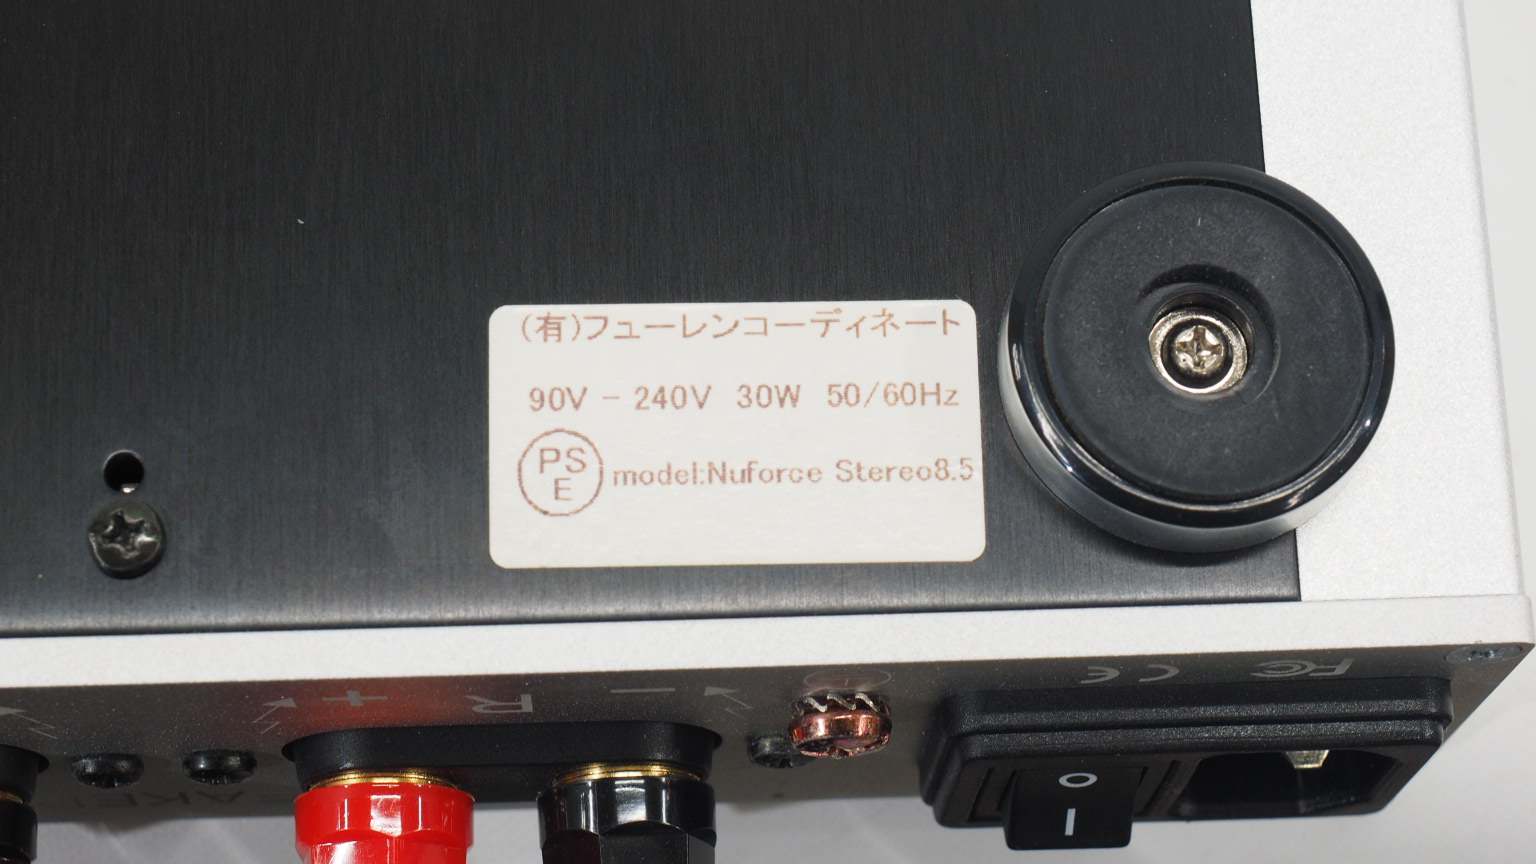 (有)フューレンコーディネート
90V - 240V 30W 50/60Hz
PS
E
model:Nuforce Stereo8.5
+ R -
CE FC
O
I